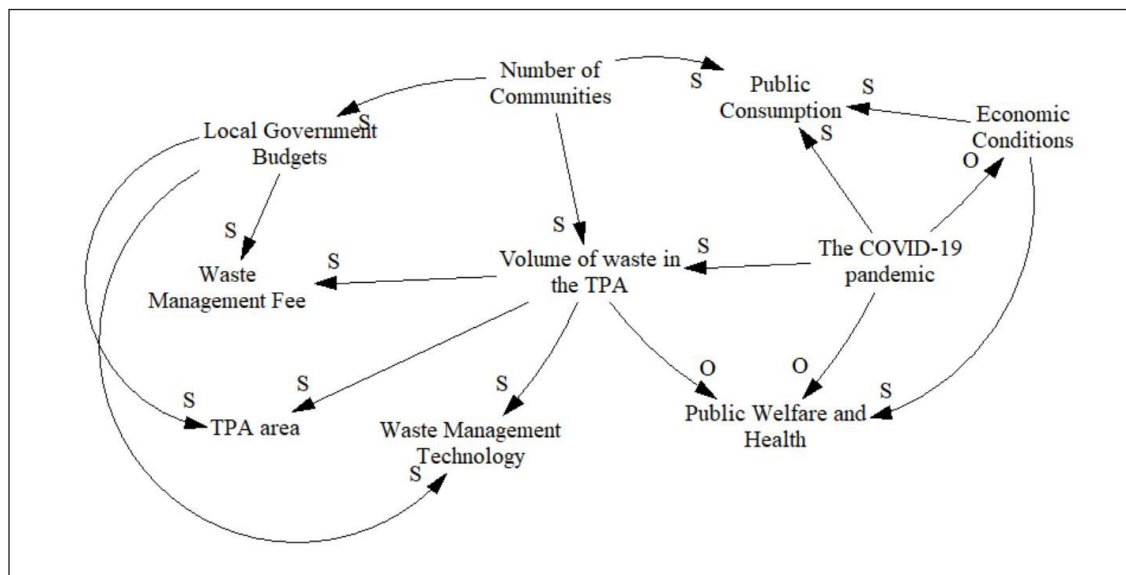 Number of
Communities
S
Public
Consumption
S
Economic
Conditions
S
Local Government
Budgets
S
O
S
S
Waste
Management Fee
S
Volume of waste in
the TPA
S
The COVID-19
pandemic
S
S
S
O
O
S
S
TPA area
Waste Management
Technology
S
Public Welfare and
Health